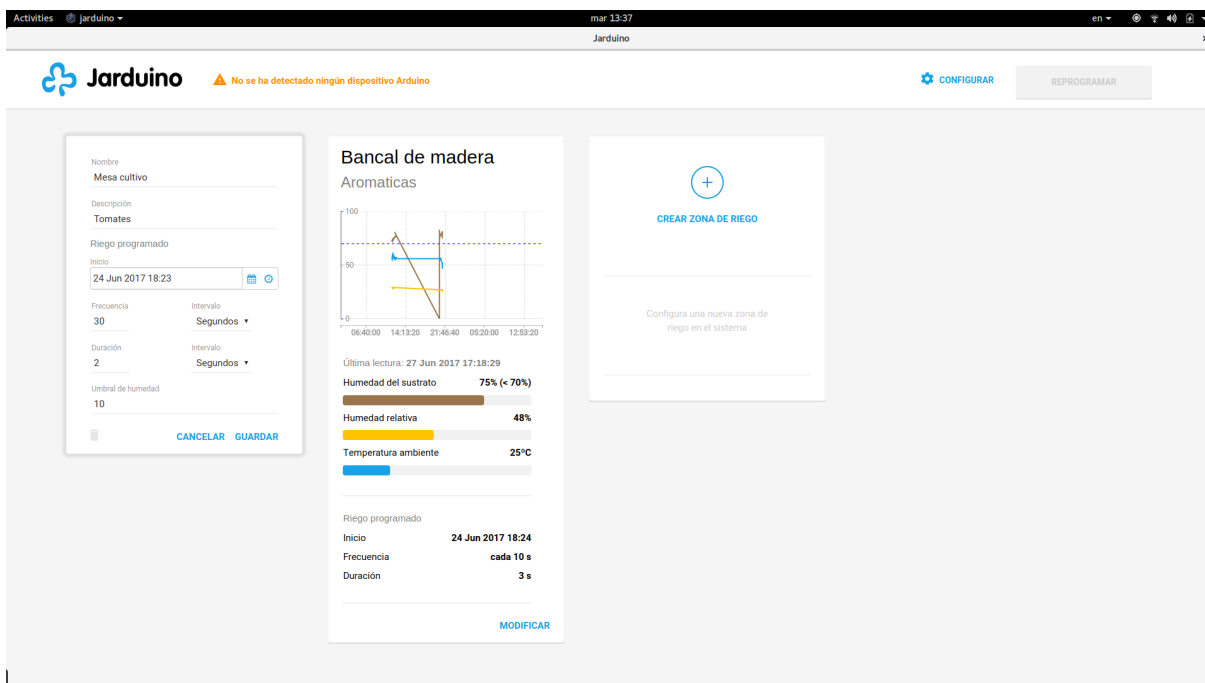 Activities jarduino mar 13:37 en
Jarduino
Jarduino No se ha detectado ningún dispositivo Arduino CONFIGURAR REPROGRAMAR
Nombre
Mesa cultivo
Descripción
Tomates
Riego programado
Inicio
24 Jun 2017 18:23
Frecuencia Intervalo
30 Segundos
Duración Intervalo
2 Segundos
Umbral de humedad
10
CANCELAR GUARDAR
Bancal de madera
Aromaticas
100
50
0
06:40:00 14:13:20 21:46:40 05:20:00 12:53:20
Última lectura: 27 Jun 2017 17:18:29
Humedad del sustrato 75% (< 70%)
Humedad relativa 48%
Temperatura ambiente 25ºC
Riego programado
Inicio 24 Jun 2017 18:24
Frecuencia cada 10 s
Duración 3 s
MODIFICAR
CREAR ZONA DE RIEGO
Configura una nueva zona de
riego en el sistema